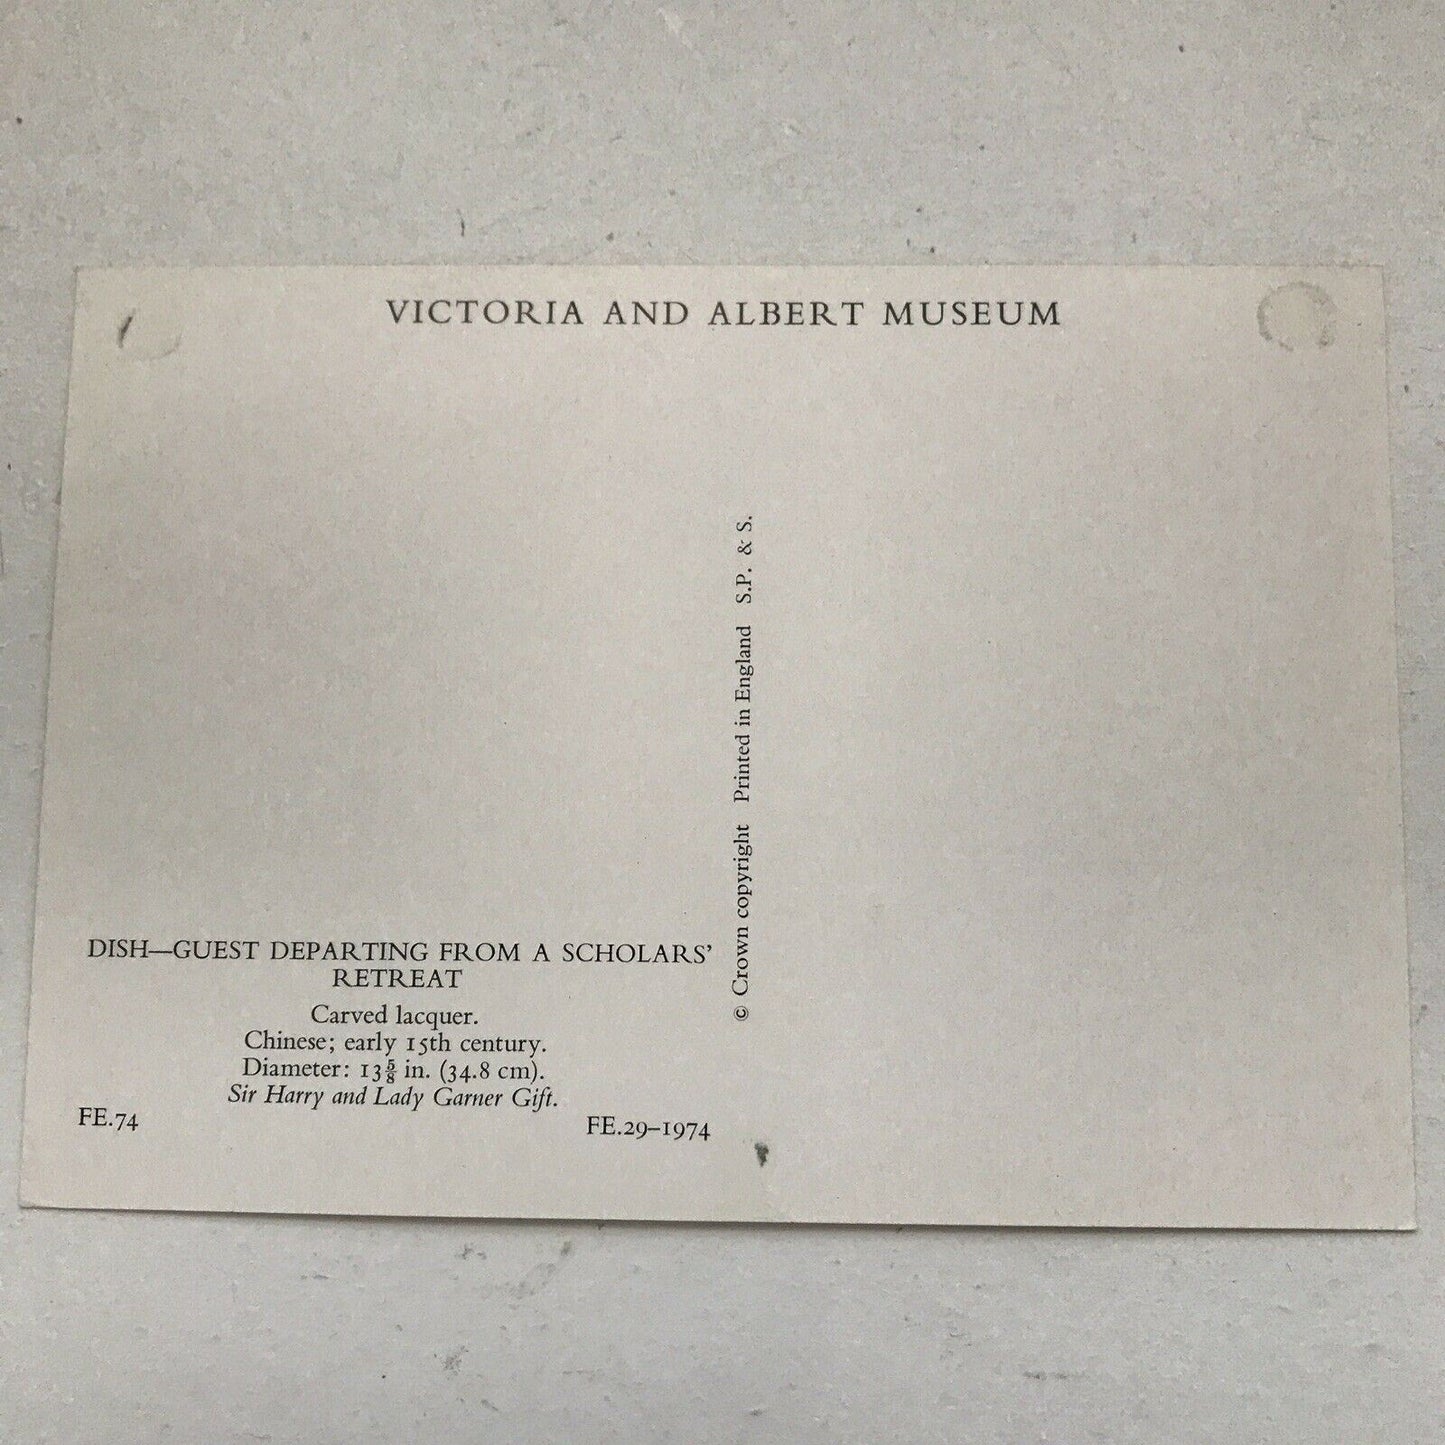 VICTORIA AND ALBERT MUSEUM
© Crown copyright Printed in England S.P. & S.
DISH—GUEST DEPARTING FROM A SCHOLARS'
RETREAT
Carved lacquer.
Chinese; early 15th century.
Diameter: 13⅝ in. (34.8 cm).
Sir Harry and Lady Garner Gift.
FE.74 FE.29–1974